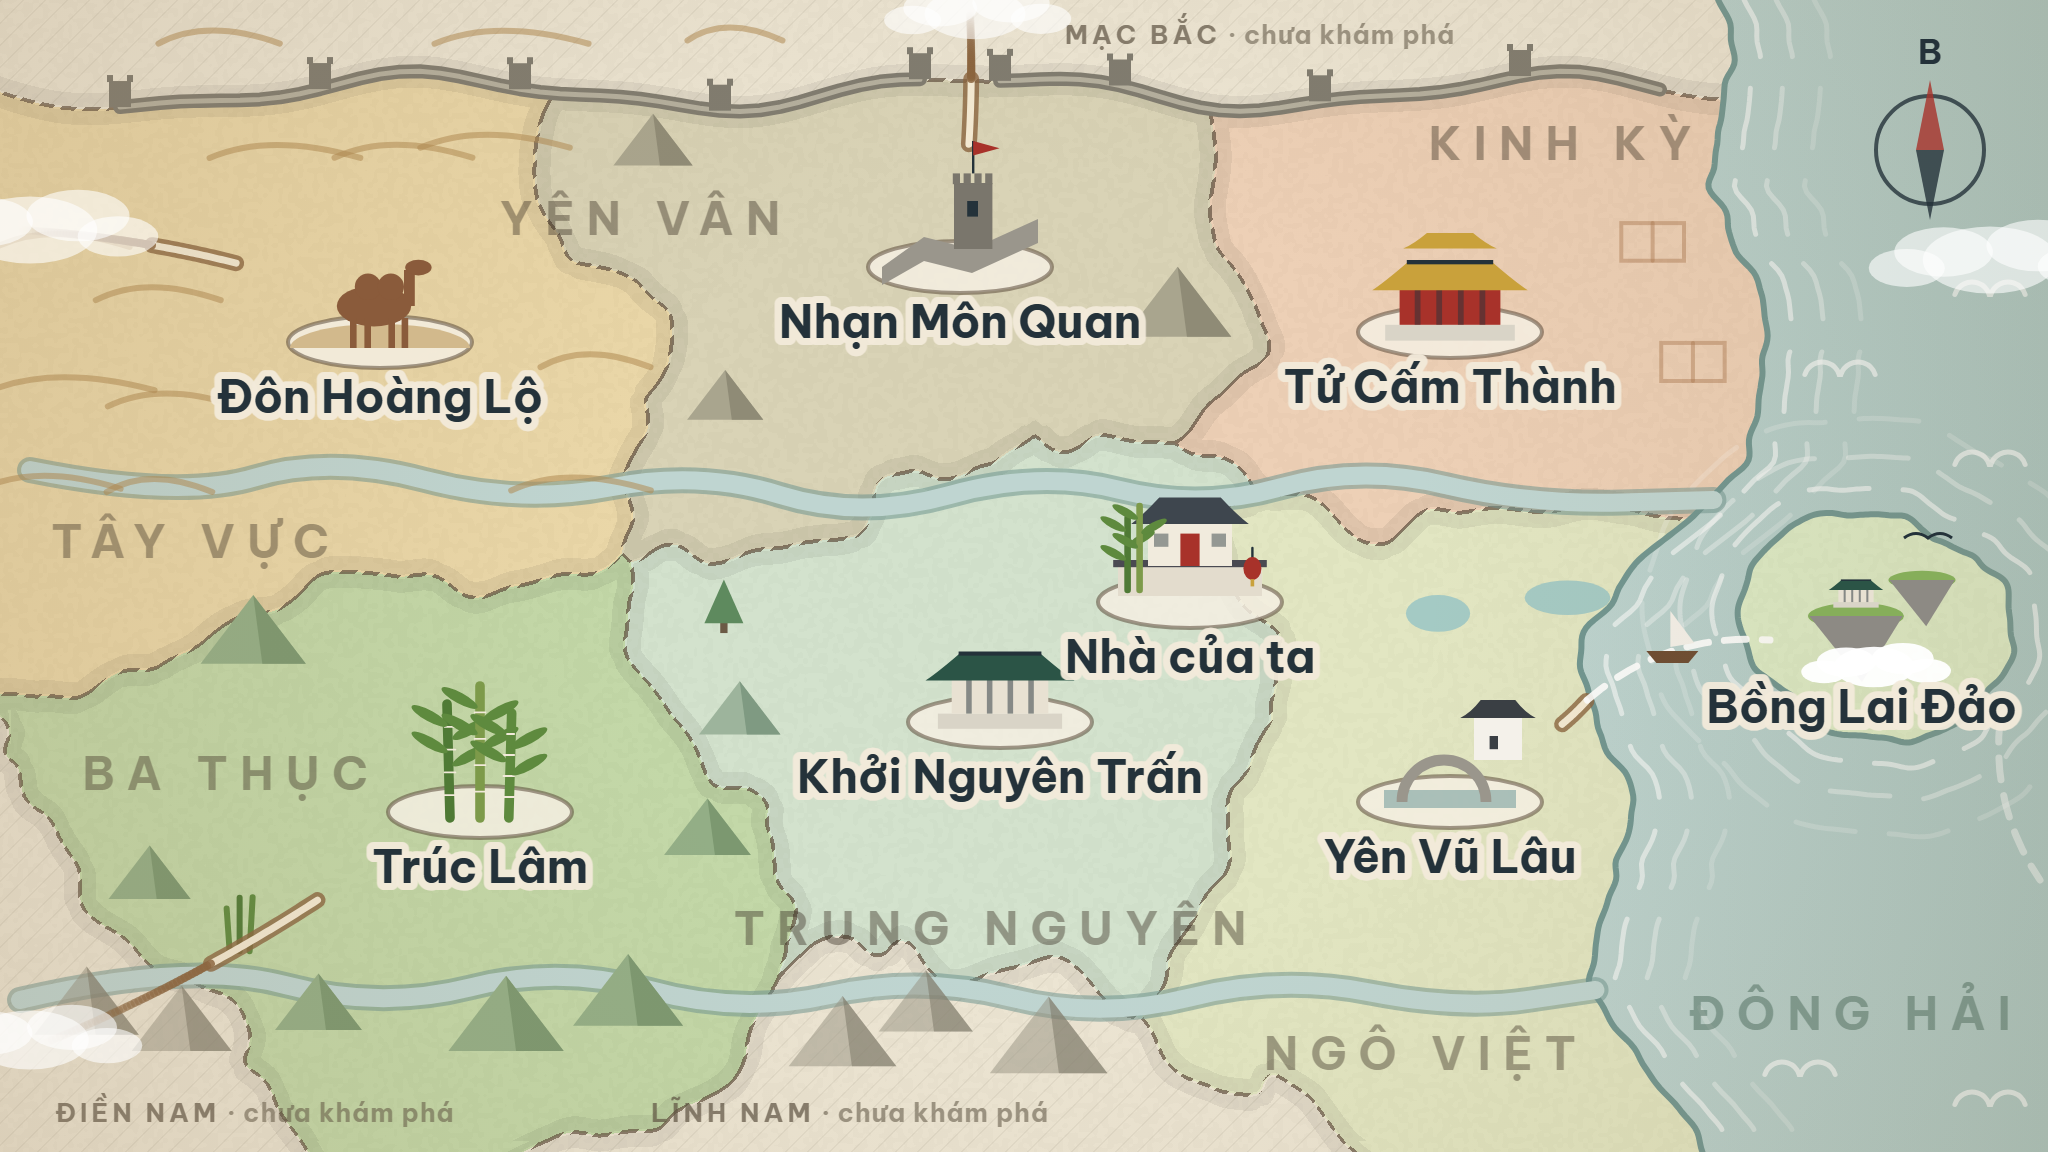 MẠC BẮC · chưa khám phá
B
KINH KỲ
YÊN VÂN
Nhạn Môn Quan
Đôn Hoàng Lộ
Tử Cấm Thành
TÂY VỰC
Nhà của ta
Bồng Lai Đảo
BA THỤC
Khởi Nguyên Trấn
Trúc Lâm
Yên Vũ Lâu
TRUNG NGUYÊN
ĐÔNG HẢI
NGÔ VIỆT
ĐIỀN NAM · chưa khám phá
LĨNH NAM · chưa khám phá